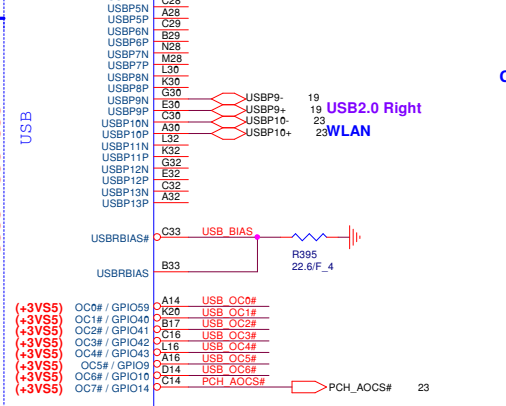 USBP5N C28
USBP5P A28
USBP6N C29
USBP6P B29
USBP7N N28
USBP7P M28
USBP8N L30
USBP8P K30
USBP9N G30 USBP9- 19
USBP9P E30 USBP9+ 19 USB2.0 Right
USBP10N C30 USBP10- 23
USBP10P A30 USBP10+ 23 WLAN
USBP11N L32
USBP11P K32
USBP12N G32
USBP12P E32
USBP13N C32
USBP13P A32
USB
USBRBIAS# C33 USB_BIAS
R395
22.6/F_4
USBRBIAS B33
(+3VS5) OC0# / GPIO59 A14 USB_OC0#
(+3VS5) OC1# / GPIO40 K20 USB_OC1#
(+3VS5) OC2# / GPIO41 B17 USB_OC2#
(+3VS5) OC3# / GPIO42 C16 USB_OC3#
(+3VS5) OC4# / GPIO43 L16 USB_OC4#
(+3VS5) OC5# / GPIO9 A16 USB_OC5#
(+3VS5) OC6# / GPIO10 D14 USB_OC6#
(+3VS5) OC7# / GPIO14 C14 PCH_AOCS# PCH_AOCS# 23